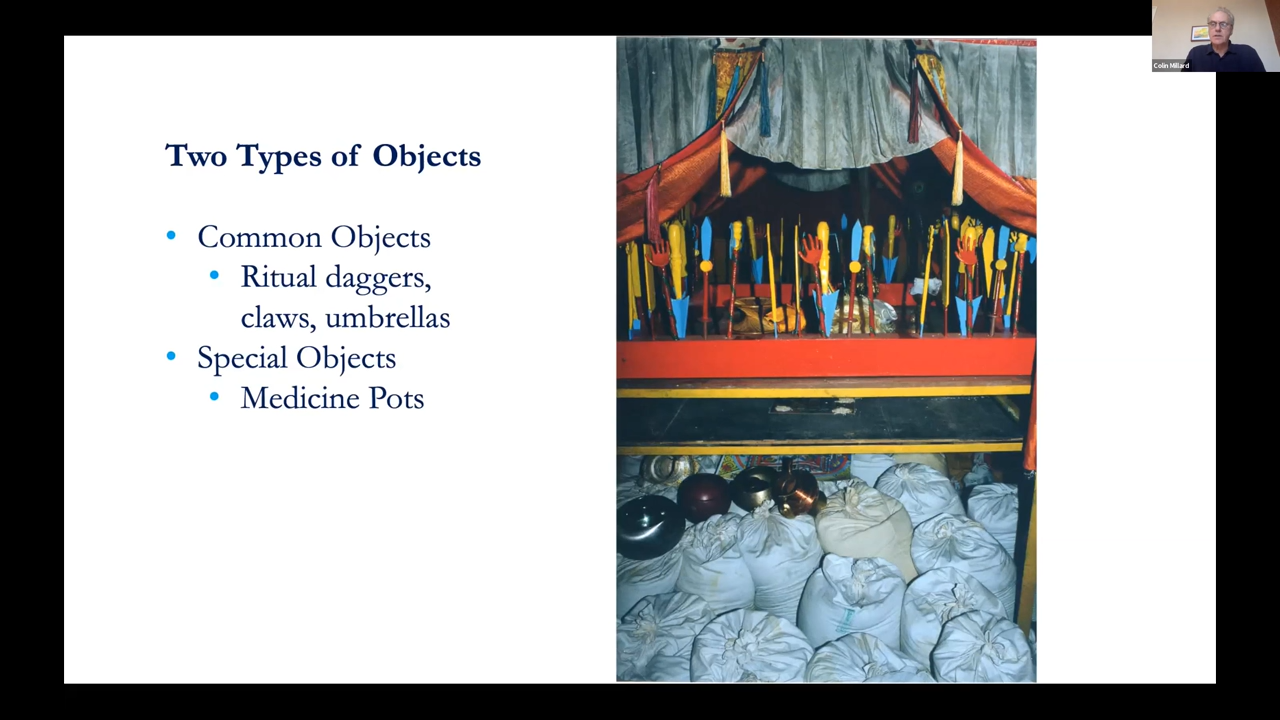 Colin Millard
Two Types of Objects
• Common Objects
• Ritual daggers,
claws, umbrellas
• Special Objects
• Medicine Pots